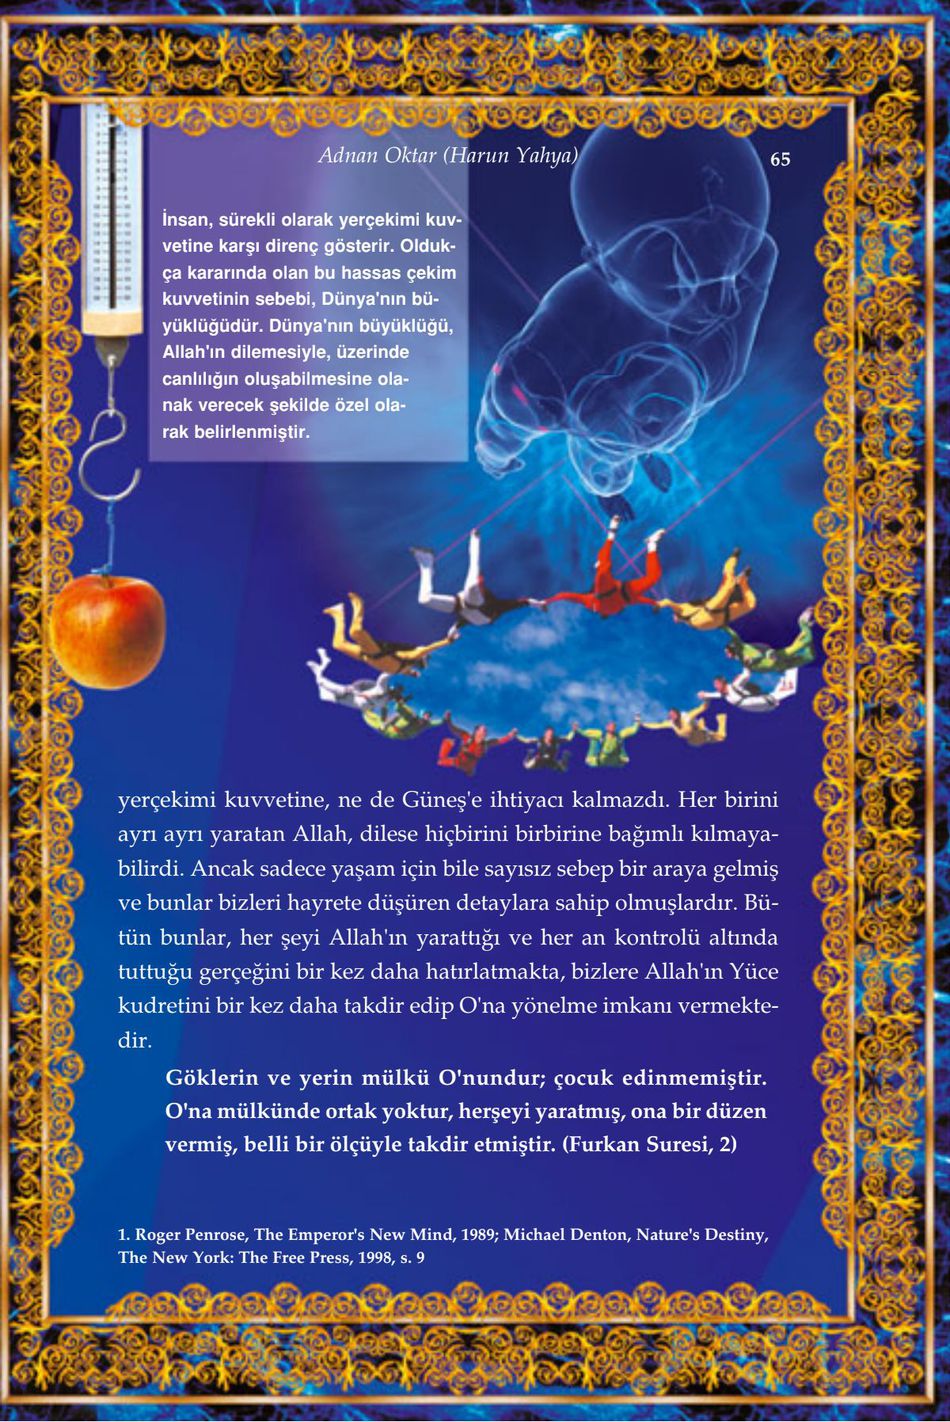 Adnan Oktar (Harun Yahya)
65
İnsan, sürekli olarak yerçekimi kuv-
vetine karşı direnç gösterir. Olduk-
ça kararında olan bu hassas çekim
kuvvetinin sebebi, Dünya'nın bü-
yüklüğüdür. Dünya'nın büyüklüğü,
Allah'ın dilemesiyle, üzerinde
canlılığın oluşabilmesine ola-
nak verecek şekilde özel ola-
rak belirlenmiştir.
yerçekimi kuvvetine, ne de Güneş'e ihtiyacı kalmazdı. Her birini
ayrı ayrı yaratan Allah, dilese hiçbirini birbirine bağımlı kılmaya-
bilirdi. Ancak sadece yaşam için bile sayısız sebep bir araya gelmiş
ve bunlar bizleri hayrete düşüren detaylara sahip olmuşlardır. Bü-
tün bunlar, her şeyi Allah'ın yarattığı ve her an kontrolü altında
tuttuğu gerçeğini bir kez daha hatırlatmakta, bizlere Allah'ın Yüce
kudretini bir kez daha takdir edip O'na yönelme imkanı vermekte-
dir.
Göklerin ve yerin mülkü O'nundur; çocuk edinmemiştir.
O'na mülkünde ortak yoktur, herşeyi yaratmış, ona bir düzen
vermiş, belli bir ölçüyle takdir etmiştir. (Furkan Suresi, 2)
1. Roger Penrose, The Emperor's New Mind, 1989; Michael Denton, Nature's Destiny,
The New York: The Free Press, 1998, s. 9